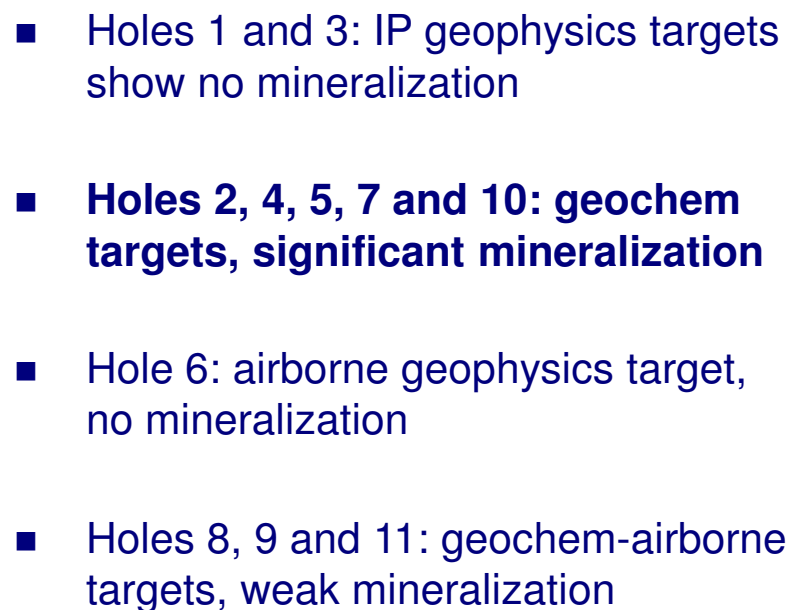 ■ Holes 1 and 3: IP geophysics targets
show no mineralization
■ Holes 2, 4, 5, 7 and 10: geochem
targets, significant mineralization
■ Hole 6: airborne geophysics target,
no mineralization
■ Holes 8, 9 and 11: geochem-airborne
targets, weak mineralization